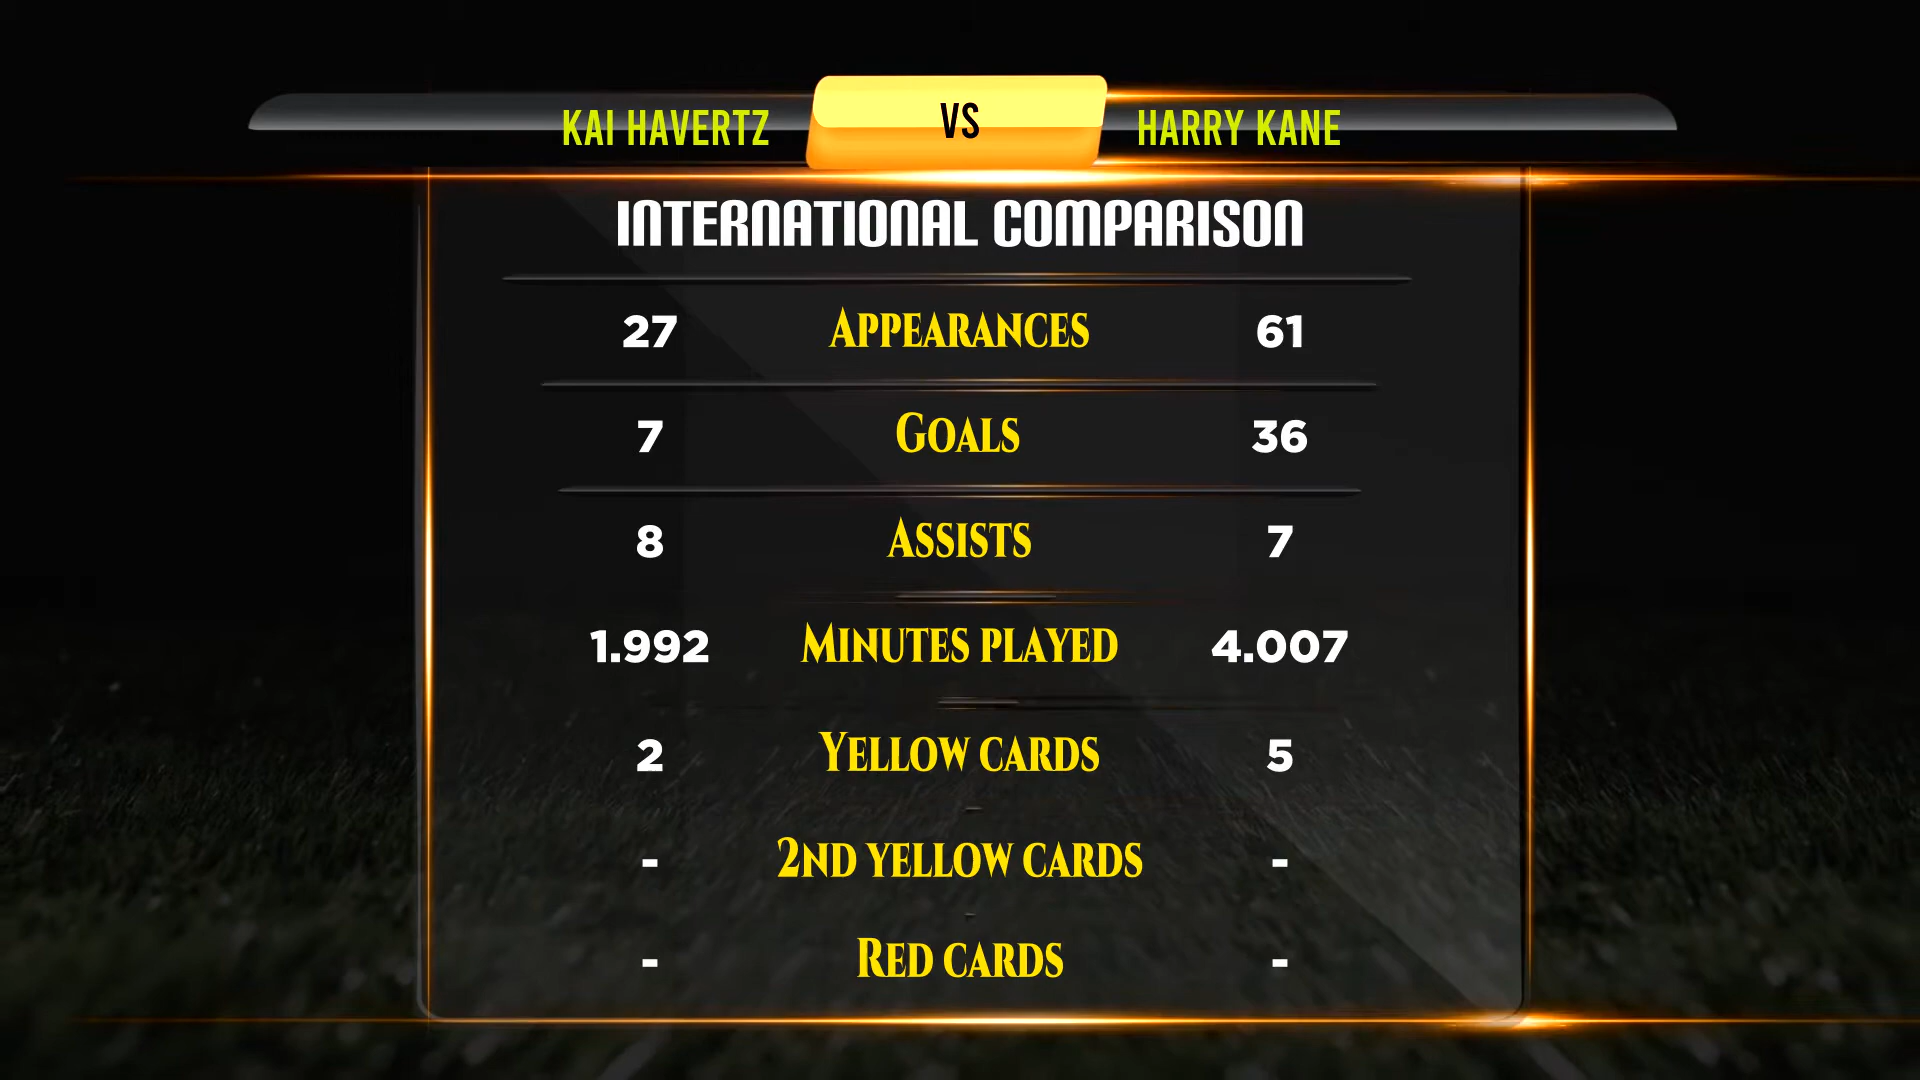 KAI HAVERTZ VS HARRY KANE
INTERNATIONAL COMPARISON
27 APPEARANCES 61
7 GOALS 36
8 ASSISTS 7
1.992 MINUTES PLAYED 4.007
2 YELLOW CARDS 5
- 2ND YELLOW CARDS -
- RED CARDS -